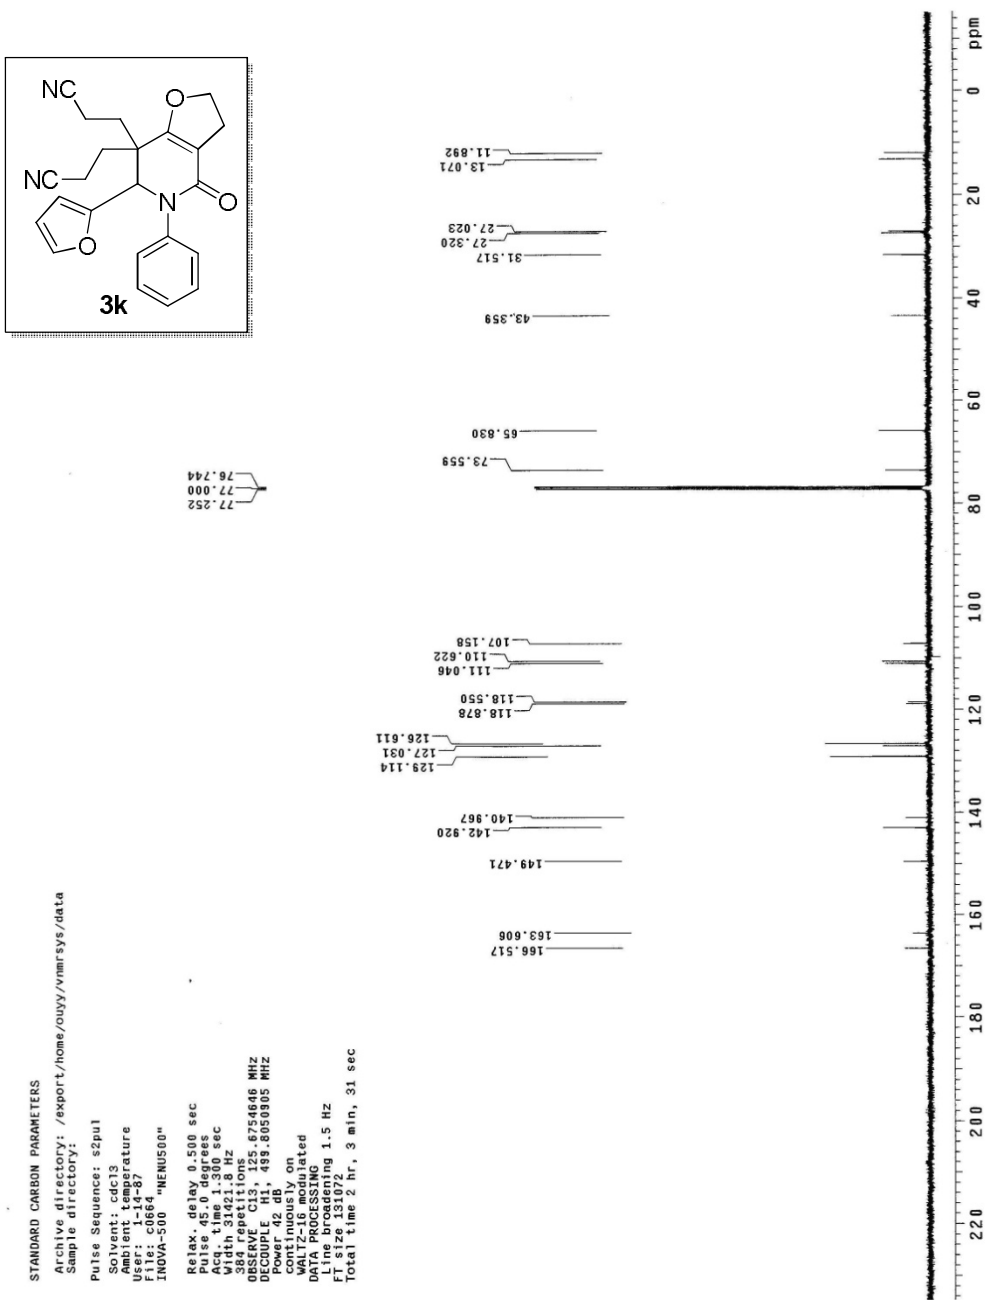 NC
O
NC
N
O
O
3k
11.892
13.071
27.023
27.320
31.517
43.359
65.830
73.559
76.744
77.000
77.252
107.158
110.622
111.046
118.550
118.878
126.611
127.031
129.114
140.967
142.920
149.471
163.606
166.517
ppm
0
20
40
60
80
100
120
140
160
180
200
220
STANDARD CARBON PARAMETERS
Archive directory: /export/home/ouyy/vnmrsys/data
Sample directory:
Pulse Sequence: s2pul
Solvent: cdcl3
Ambient temperature
User: 1-14-87
File: c0664
INOVA-500 "NENU500"
Relax. delay 0.500 sec
Pulse 45.0 degrees
Acq. time 1.300 sec
Width 31421.8 Hz
384 repetitions
OBSERVE C13, 125.6754646 MHz
DECOUPLE H1, 499.8050905 MHz
Power 42 dB
continuously on
WALTZ-16 modulated
DATA PROCESSING
Line broadening 1.5 Hz
FT size 131072
Total time 2 hr, 3 min, 31 sec